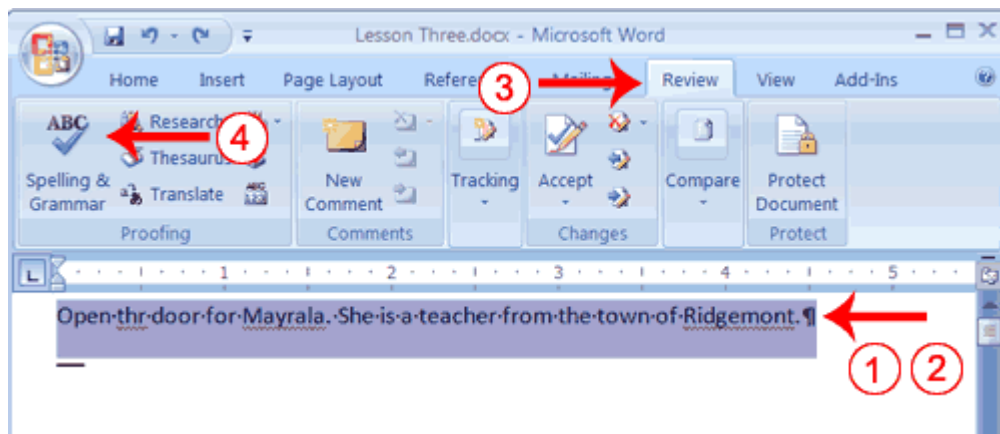 Lesson Three.docx - Microsoft Word
Home Insert Page Layout Review View Add-Ins
3
ABC
Research
4
Thesaurus
Spelling & Grammar
Translate
ABC
123
New Comment
Tracking
Accept
Compare
Protect Document
Proofing Comments Changes Protect
L 1 2 3 4 5
Open·thr·door·for·Mayrala.·She·is·a·teacher·from·the·town·of·Ridgemont.¶
1 2